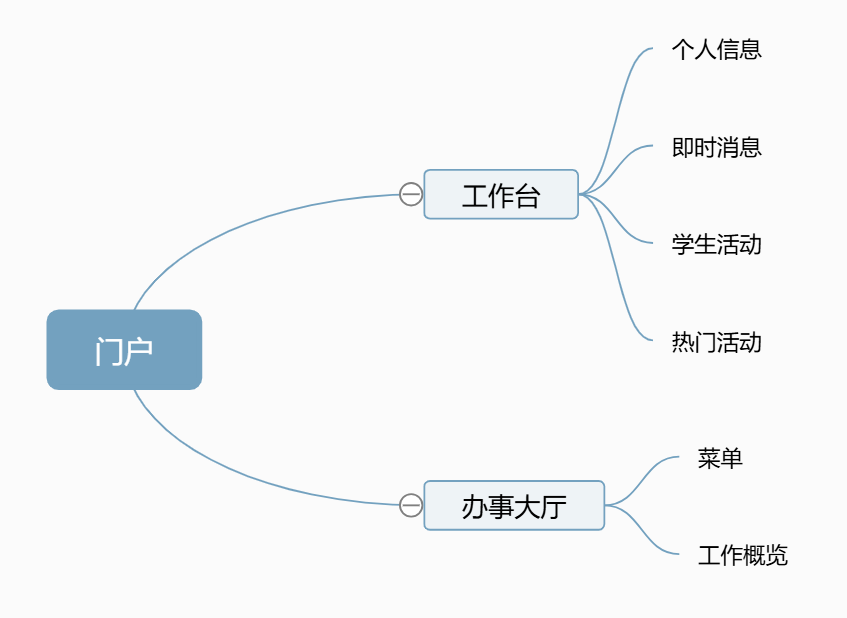 门户
工作台
个人信息
即时消息
学生活动
热门活动
办事大厅
菜单
工作概览